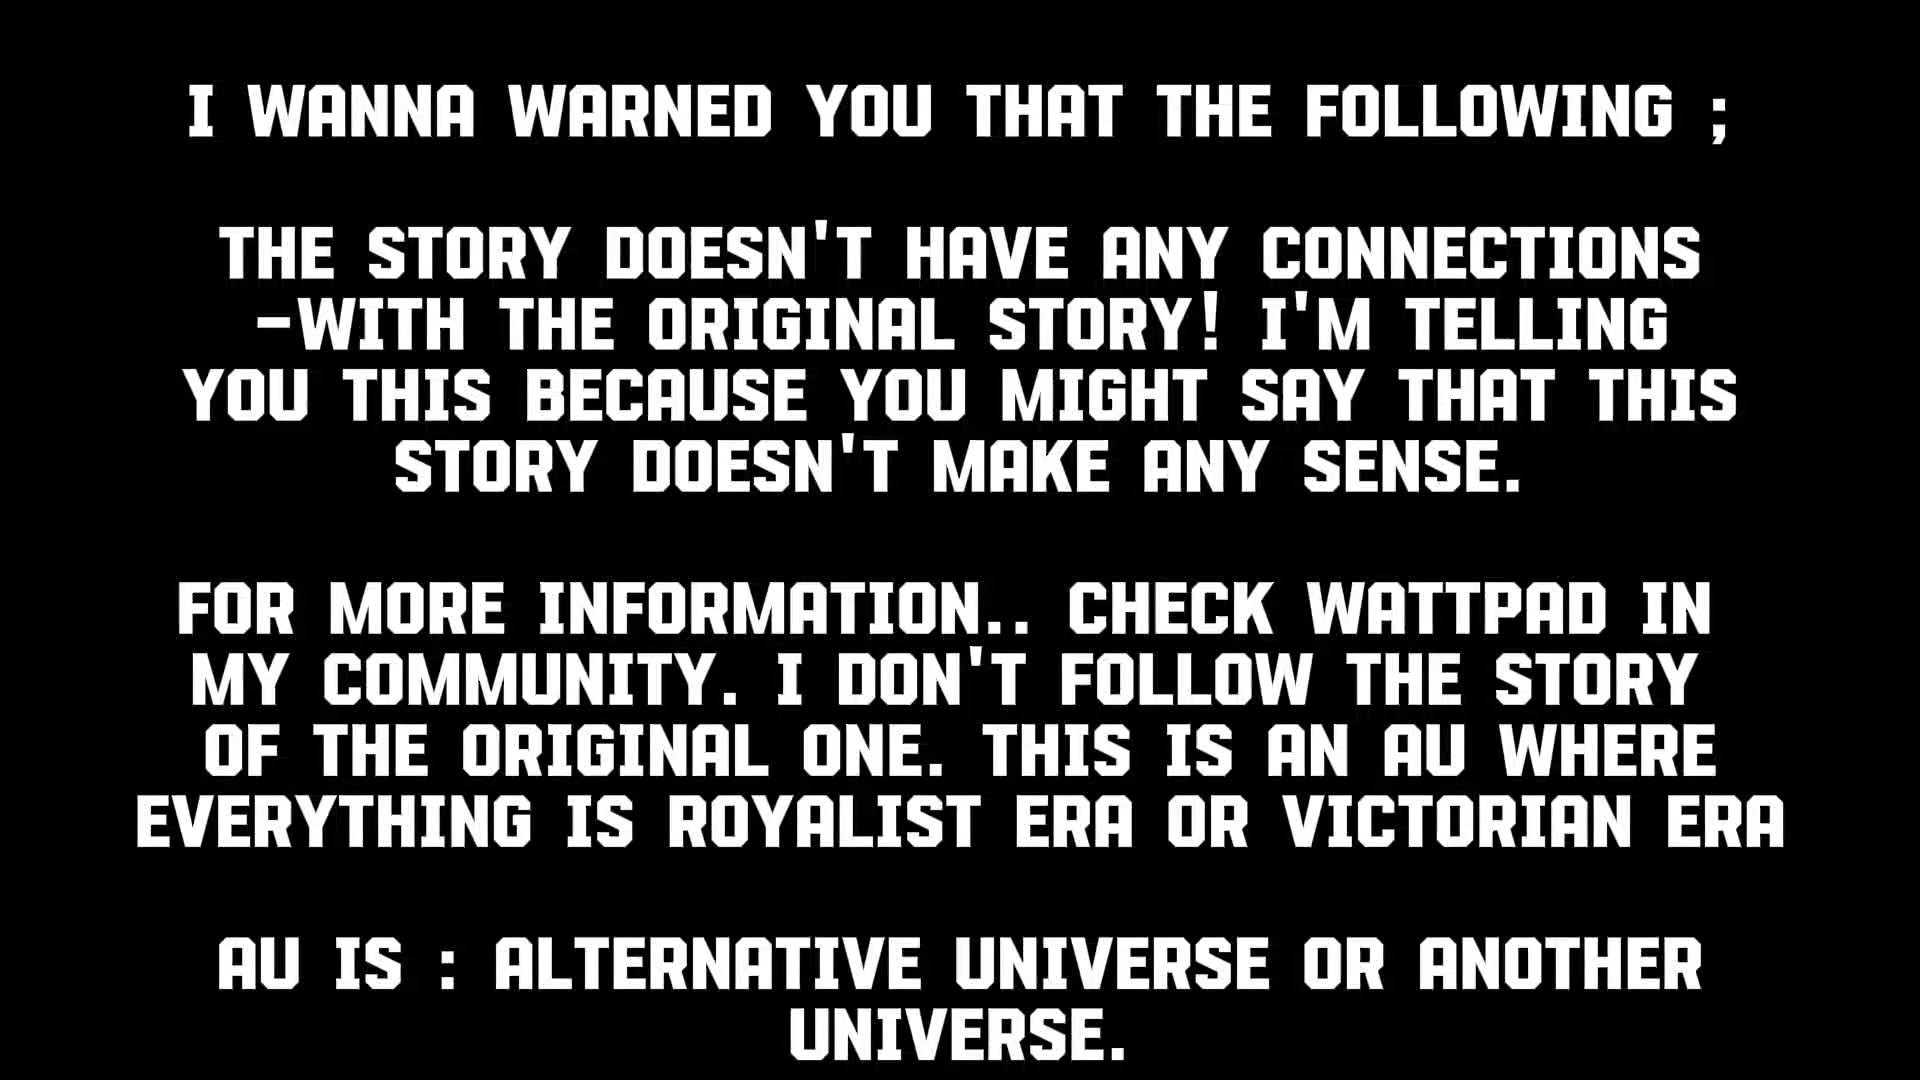 I WANNA WARNED YOU THAT THE FOLLOWING ;
THE STORY DOESN'T HAVE ANY CONNECTIONS
-WITH THE ORIGINAL STORY! I'M TELLING
YOU THIS BECAUSE YOU MIGHT SAY THAT THIS
STORY DOESN'T MAKE ANY SENSE.
FOR MORE INFORMATION.. CHECK WATTPAD IN
MY COMMUNITY. I DON'T FOLLOW THE STORY
OF THE ORIGINAL ONE. THIS IS AN AU WHERE
EVERYTHING IS ROYALIST ERA OR VICTORIAN ERA
AU IS : ALTERNATIVE UNIVERSE OR ANOTHER
UNIVERSE.